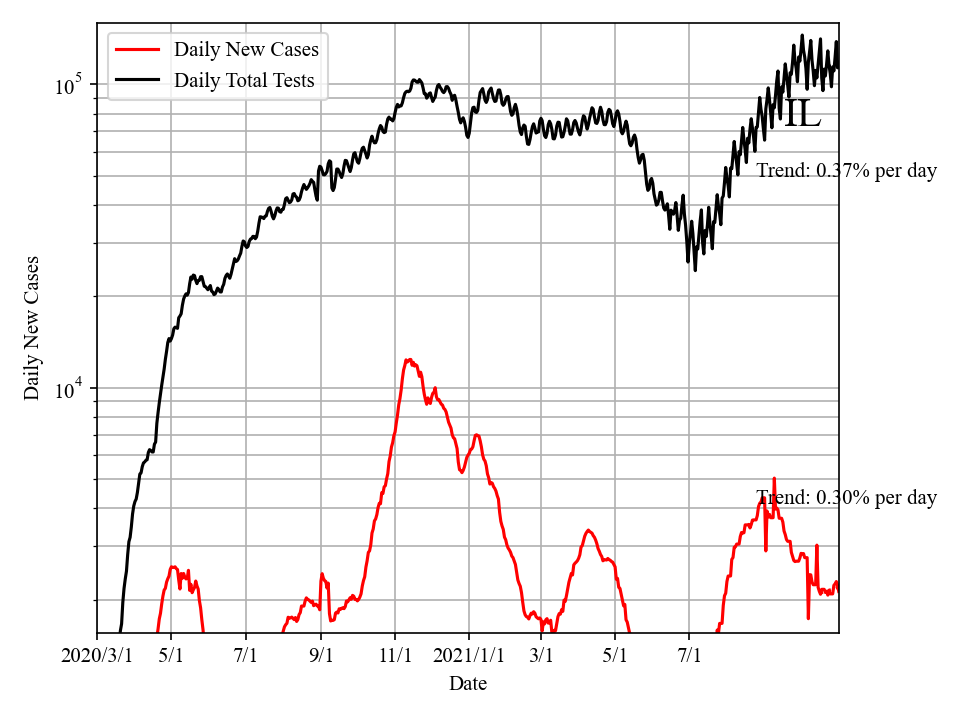 Daily New Cases
Daily Total Tests
10^5
10^4
IL
Trend: 0.37% per day
Trend: 0.30% per day
Daily New Cases
2020/3/1 5/1 7/1 9/1 11/1 2021/1/1 3/1 5/1 7/1
Date